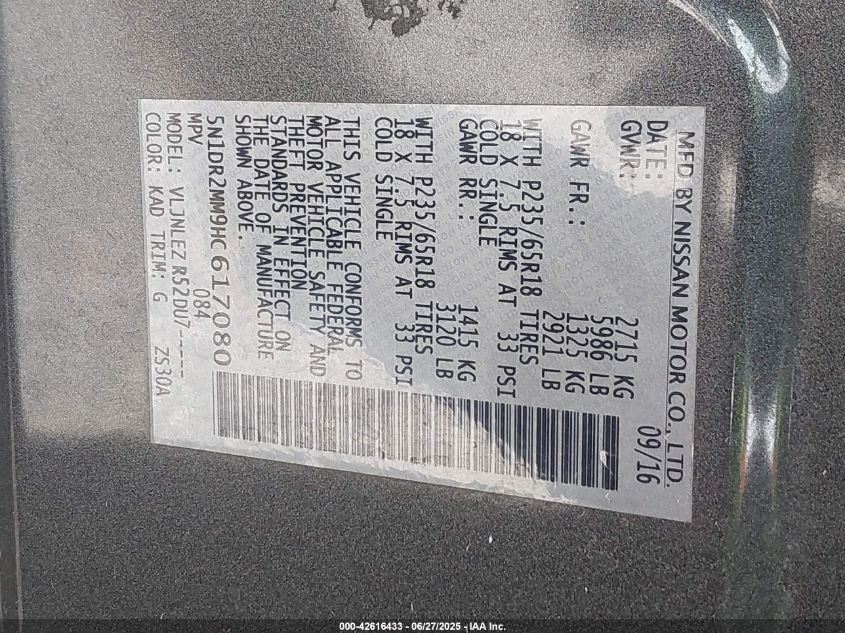 MFD BY NISSAN MOTOR CO., LTD.
DATE: 09/16
GVWR: 2715 KG
5986 LB
GAWR FR.: 1325 KG
2921 LB
WITH P235/65R18 TIRES
18 X 7.5 RIMS AT 33 PSI
COLD SINGLE
GAWR RR.: 1415 KG
3120 LB
WITH P235/65R18 TIRES
18 X 7.5 RIMS AT 33 PSI
COLD SINGLE
THIS VEHICLE CONFORMS TO
ALL APPLICABLE FEDERAL
MOTOR VEHICLE SAFETY AND
THEFT PREVENTION
STANDARDS IN EFFECT ON
THE DATE OF MANUFACTURE
SHOWN ABOVE.
5N1DR2MM9HC617080
MPV 084
MODEL: VLJNLEZ R52DU7-----
COLOR: KAD TRIM: G ZS30A
000-42616433 - 06/27/2025 - IAA Inc.